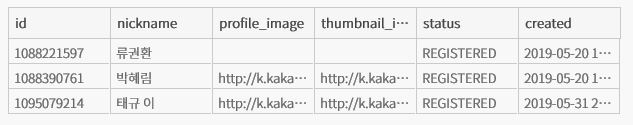 id nickname profile_image thumbnail_i… status created
1088221597 류권환 REGISTERED 2019-05-20 1…
1088390761 박혜림 http://k.kaka… http://k.kaka… REGISTERED 2019-05-20 1…
1095079214 태규 이 http://k.kaka… http://k.kaka… REGISTERED 2019-05-31 2…